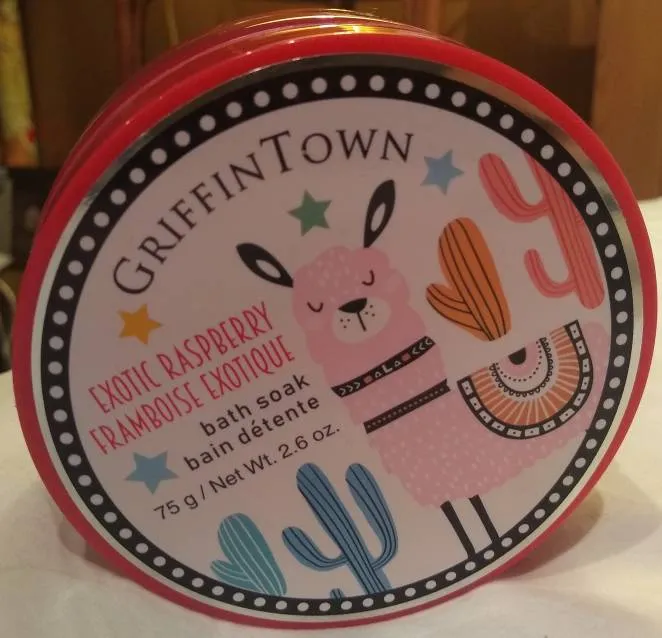 GRIFFINTOWN
EXOTIC RASPBERRY
FRAMBOISE EXOTIQUE
bath soak
bain détente
75 g / Net Wt. 2.6 oz.